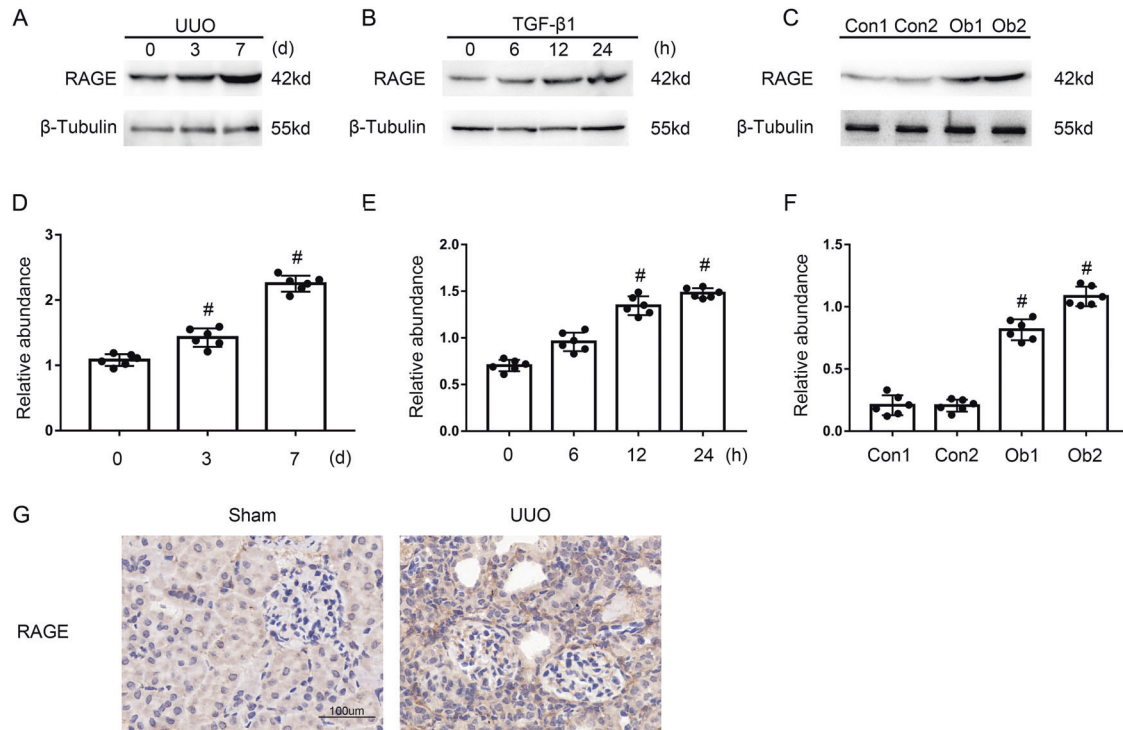 A
UUO
0 3 7 (d)
RAGE 42kd
β-Tubulin 55kd
B
TGF-β1
0 6 12 24 (h)
RAGE 42kd
β-Tubulin 55kd
C
Con1 Con2 Ob1 Ob2
RAGE 42kd
β-Tubulin 55kd
D
Relative abundance
3
2
1
0
#
#
0 3 7 (d)
E
Relative abundance
2.0
1.5
1.0
0.5
0.0
#
#
0 6 12 24 (h)
F
Relative abundance
1.5
1.0
0.5
0.0
#
#
Con1 Con2 Ob1 Ob2
G
Sham UUO
RAGE
100um